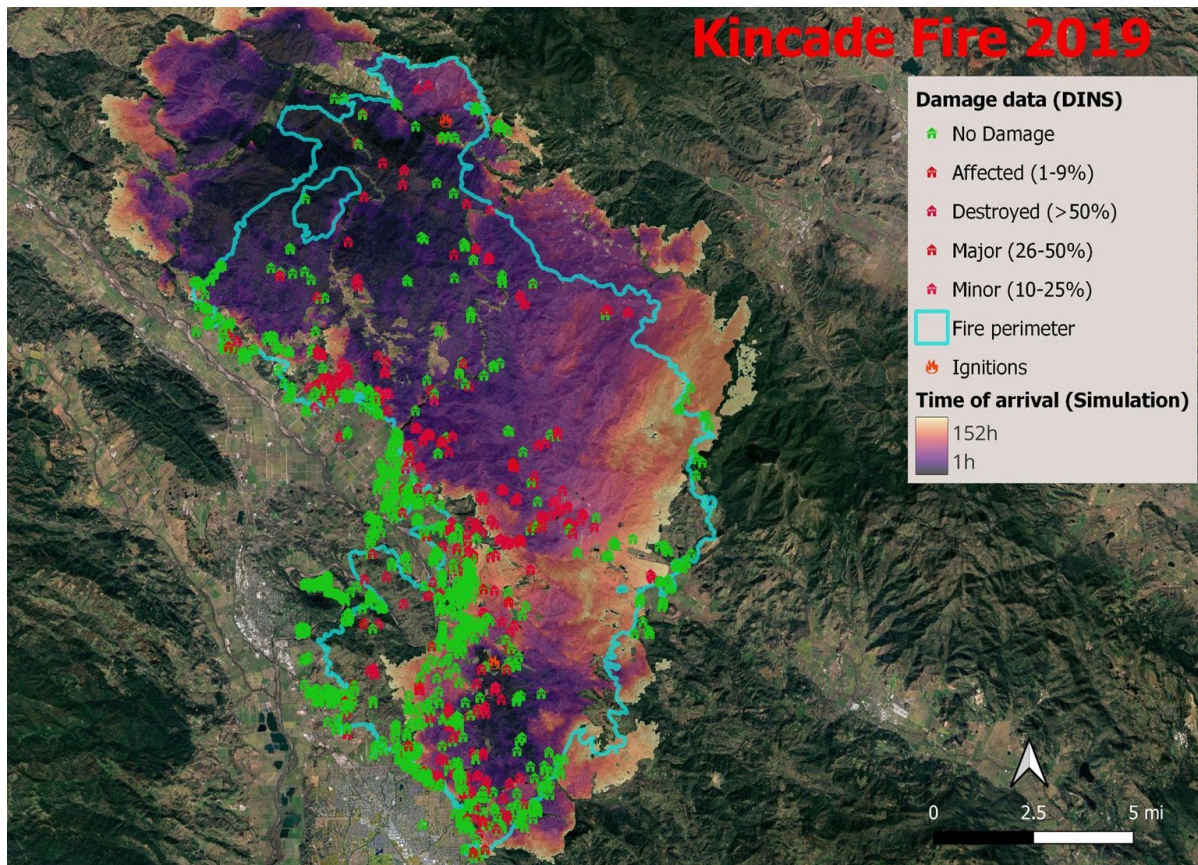 Kincade Fire 2019
Damage data (DINS)
No Damage
Affected (1-9%)
Destroyed (>50%)
Major (26-50%)
Minor (10-25%)
Fire perimeter
Ignitions
Time of arrival (Simulation)
152h
1h
0 2.5 5 mi